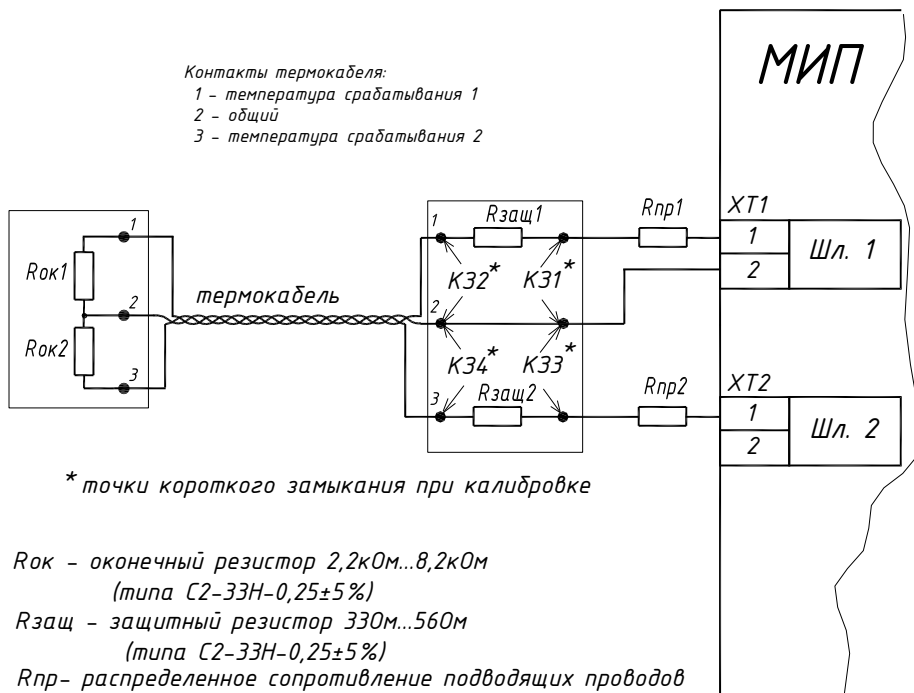 МИП
Контакты термокабеля:
1 - температура срабатывания 1
2 - общий
3 - температура срабатывания 2
XT1
1
2
Шл. 1
Rпр1
Rзащ1
1
КЗ2*
КЗ1*
2
КЗ4*
КЗ3*
Rзащ2
3
Rпр2
XT2
1
2
Шл. 2
термокабель
1
Rок1
2
Rок2
3
* точки короткого замыкания при калибровке
Rок - оконечный резистор 2,2кОм...8,2кОм
(типа С2-33Н-0,25±5%)
Rзащ - защитный резистор 33Ом...56Ом
(типа С2-33Н-0,25±5%)
Rпр- распределенное сопротивление подводящих проводов